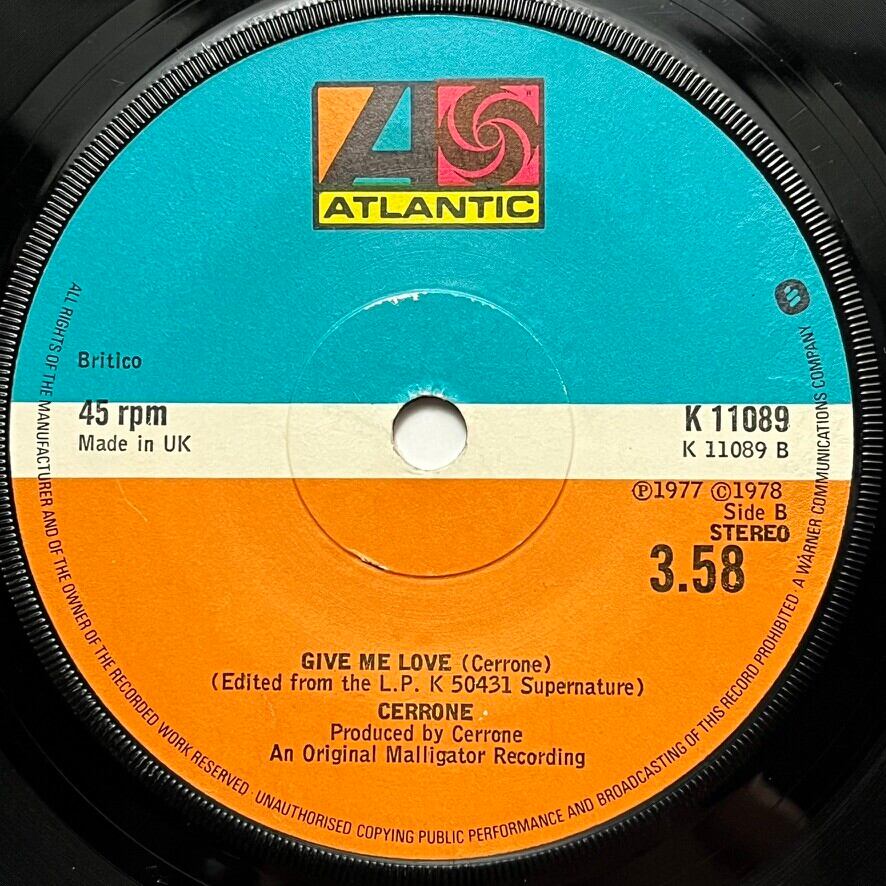 ATLANTIC
Britico
45 rpm
Made in UK
K 11089
K 11089 B
Ⓟ1977 Ⓒ1978
Side B
STEREO
3.58
GIVE ME LOVE (Cerrone)
(Edited from the L.P. K 50431 Supernature)
CERRONE
Produced by Cerrone
An Original Malligator Recording
ALL RIGHTS OF THE MANUFACTURER AND OF THE OWNER OF THE RECORDED WORK RESERVED · UNAUTHORISED COPYING PUBLIC PERFORMANCE AND BROADCASTING OF THIS RECORD PROHIBITED · A WARNER COMMUNICATIONS COMPANY